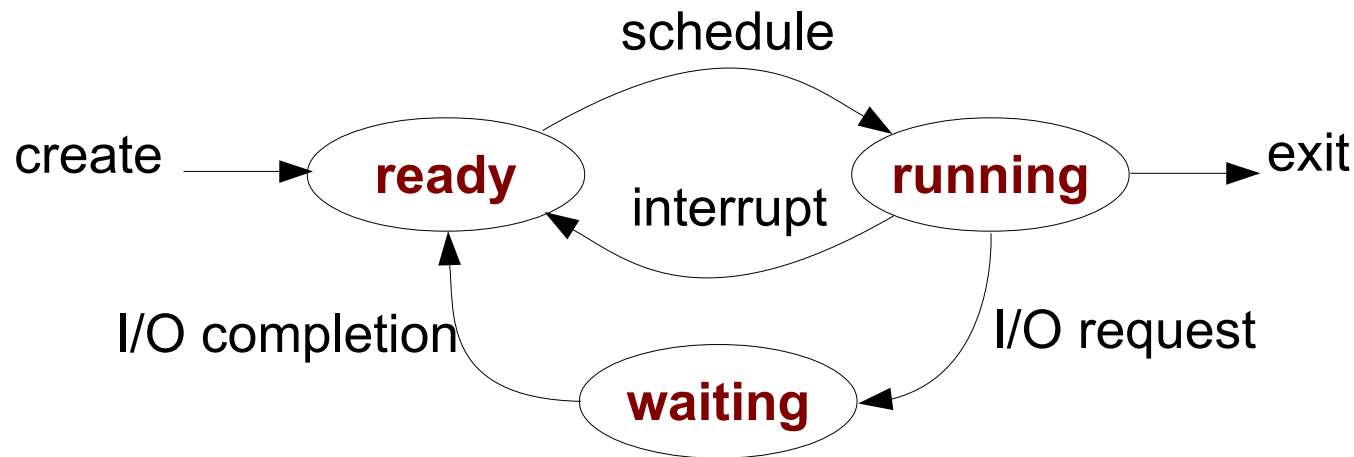 schedule
create
ready
running
exit
interrupt
I/O completion
I/O request
waiting